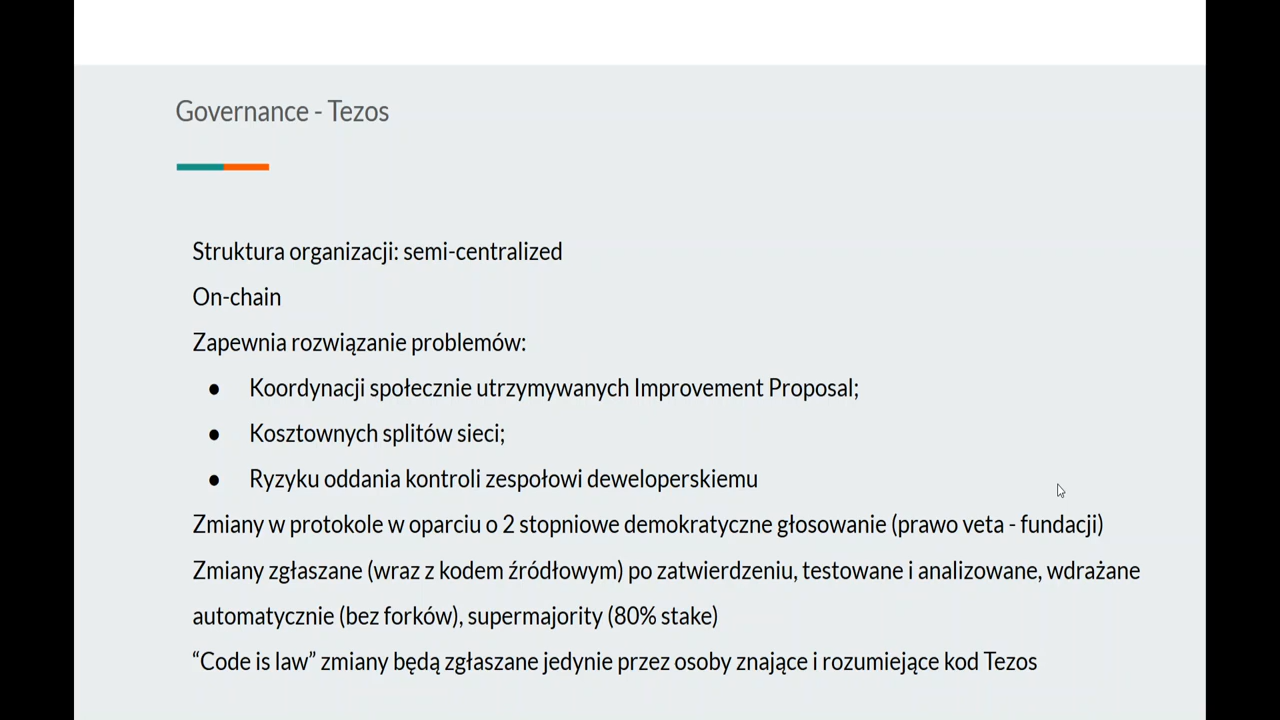 Governance - Tezos
Struktura organizacji: semi-centralized
On-chain
Zapewnia rozwiązanie problemów:
● Koordynacji społecznie utrzymywanych Improvement Proposal;
● Kosztownych splitów sieci;
● Ryzyku oddania kontroli zespołowi deweloperskiemu
Zmiany w protokole w oparciu o 2 stopniowe demokratyczne głosowanie (prawo veta - fundacji)
Zmiany zgłaszane (wraz z kodem źródłowym) po zatwierdzeniu, testowane i analizowane, wdrażane
automatycznie (bez forków), supermajority (80% stake)
“Code is law” zmiany będą zgłaszane jedynie przez osoby znające i rozumiejące kod Tezos